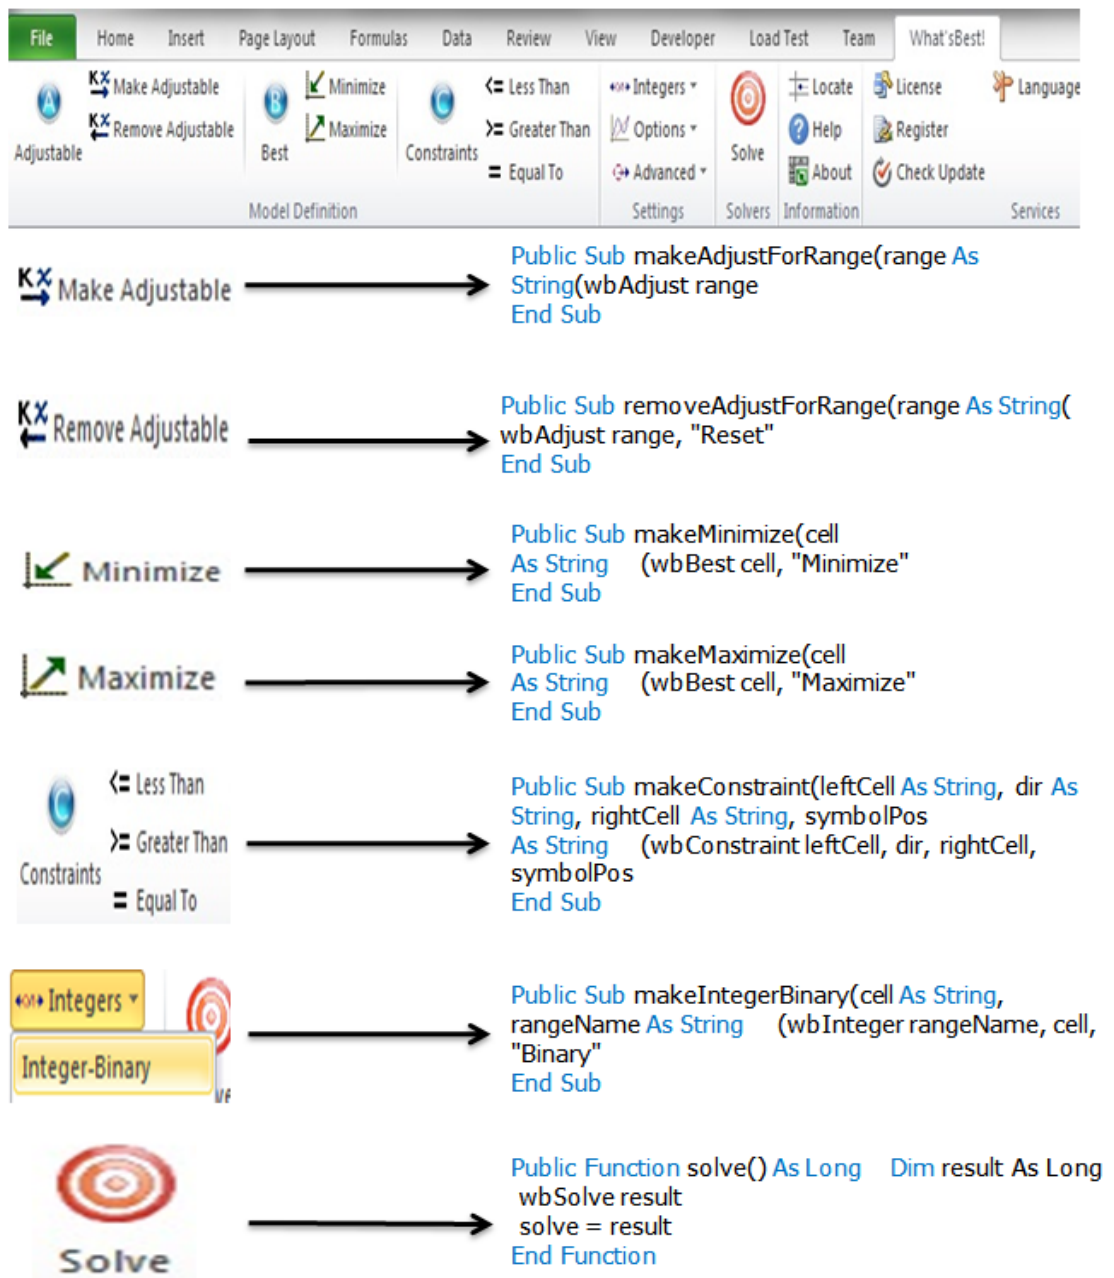 File Home Insert Page Layout Formulas Data Review View Developer Load Test Team What'sBest!
Make Adjustable Minimize <= Less Than Integers Locate License Language
Remove Adjustable Maximize >= Greater Than Options Help Register
Adjustable Best Constraints Solve
= Equal To Advanced About Check Update
Model Definition Settings Solvers Information Services
Make Adjustable
Public Sub makeAdjustForRange(range As
String(wbAdjust range
End Sub
Remove Adjustable
Public Sub removeAdjustForRange(range As String(
wbAdjust range, "Reset"
End Sub
Minimize
Public Sub makeMinimize(cell
As String (wbBest cell, "Minimize"
End Sub
Maximize
Public Sub makeMaximize(cell
As String (wbBest cell, "Maximize"
End Sub
<= Less Than
>= Greater Than
Constraints
= Equal To
Public Sub makeConstraint(leftCell As String, dir As
String, rightCell As String, symbolPos
As String (wbConstraint leftCell, dir, rightCell,
symbolPos
End Sub
Integers
Integer-Binary
Public Sub makeIntegerBinary(cell As String,
rangeName As String (wbInteger rangeName, cell,
"Binary"
End Sub
Solve
Public Function solve() As Long Dim result As Long
wbSolve result
solve = result
End Function